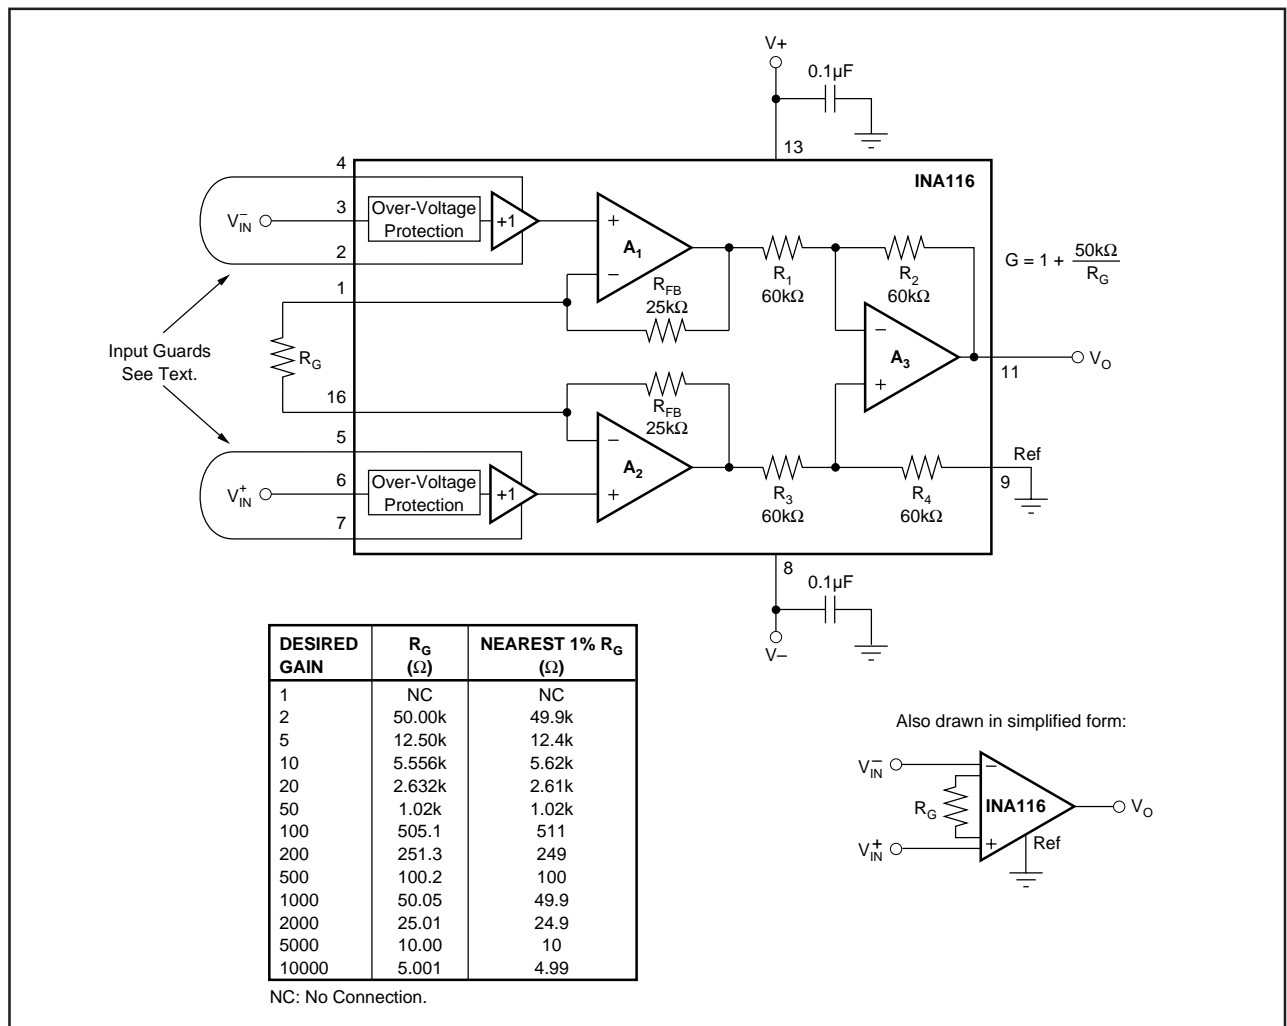 V+
0.1µF
13
INA116
4
3
2
1
V⁻IN
Over-Voltage
Protection
+1
+
A1
−
RFB
25kΩ
R1
60kΩ
R2
60kΩ
G = 1 + 50kΩ
RG
−
A3
+
11
VO
Input Guards
See Text.
RG
16
5
6
7
V⁺IN
Over-Voltage
Protection
+1
RFB
25kΩ
−
A2
+
R3
60kΩ
R4
60kΩ
Ref
9
8
0.1µF
V−
DESIRED GAIN | RG (Ω) | NEAREST 1% RG (Ω)
1 NC NC
2 50.00k 49.9k
5 12.50k 12.4k
10 5.556k 5.62k
20 2.632k 2.61k
50 1.02k 1.02k
100 505.1 511
200 251.3 249
500 100.2 100
1000 50.05 49.9
2000 25.01 24.9
5000 10.00 10
10000 5.001 4.99
NC: No Connection.
Also drawn in simplified form:
V⁻IN
−
RG
INA116
VO
V⁺IN
+
Ref